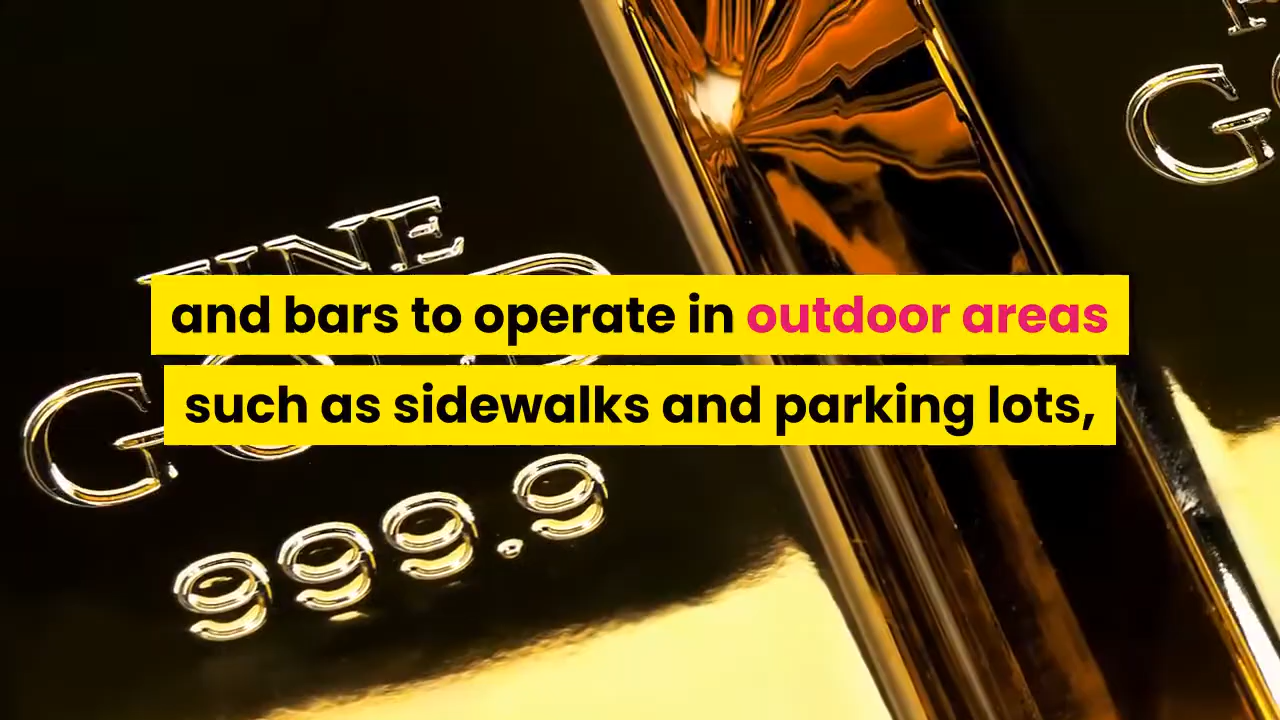 FINE
and bars to operate in outdoor areas
such as sidewalks and parking lots,
999.9